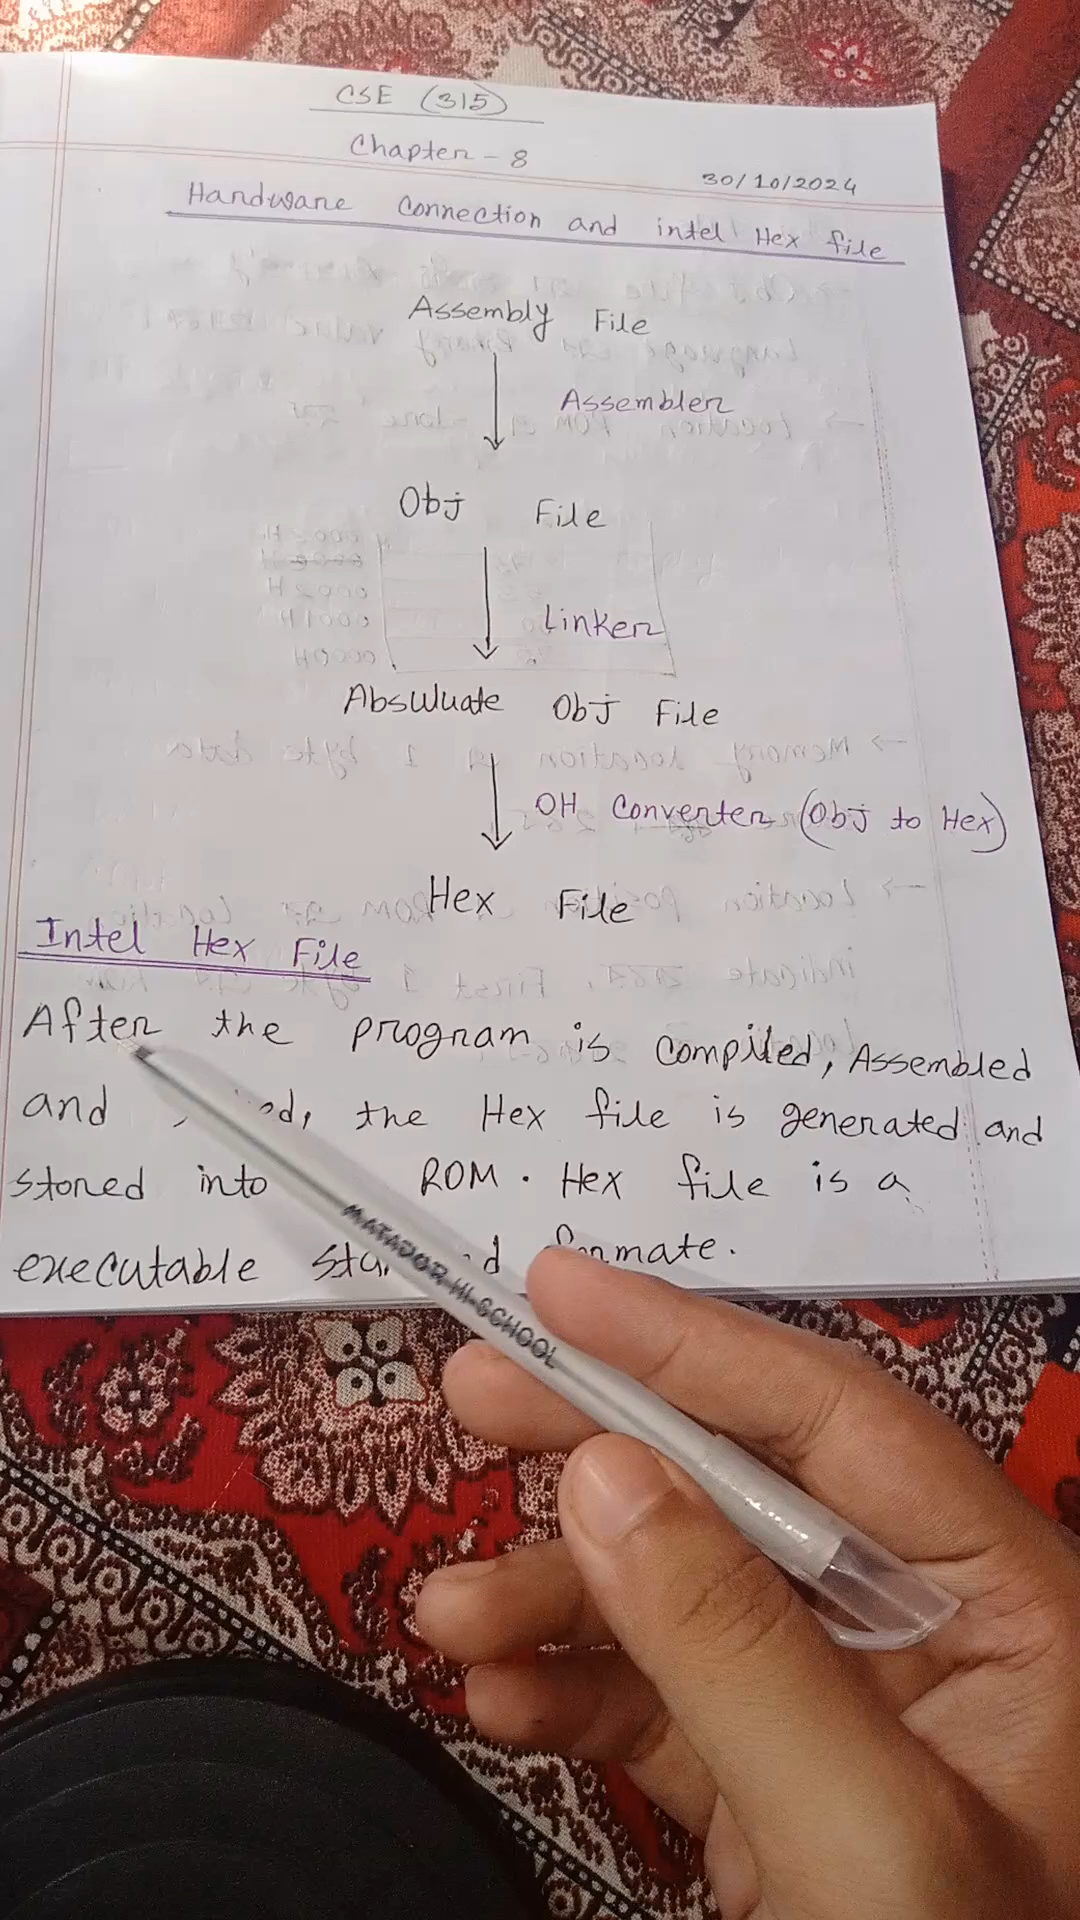 CSE (315)
Chapter - 8
30/10/2024
Hardware Connection and intel Hex file
Assembly File
Assembler
Obj File
Linker
Abswluate Obj File
OH Converter (Obj to Hex)
Hex File
Intel Hex File
After the program is compiled, Assembled
and the Hex file is generated and
stored into ROM. Hex file is a
executable formate.
MATADOR HI-SCHOOL